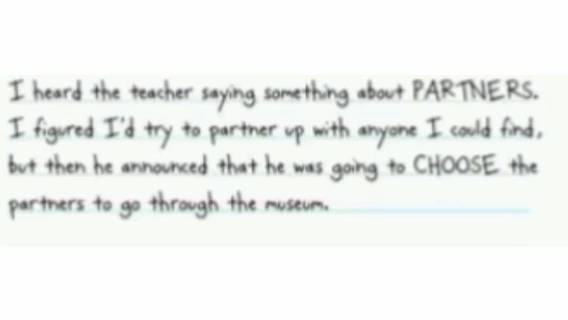 I heard the teacher saying something about PARTNERS.
I figured I'd try to partner up with anyone I could find,
but then he announced that he was going to CHOOSE the
partners to go through the museum.